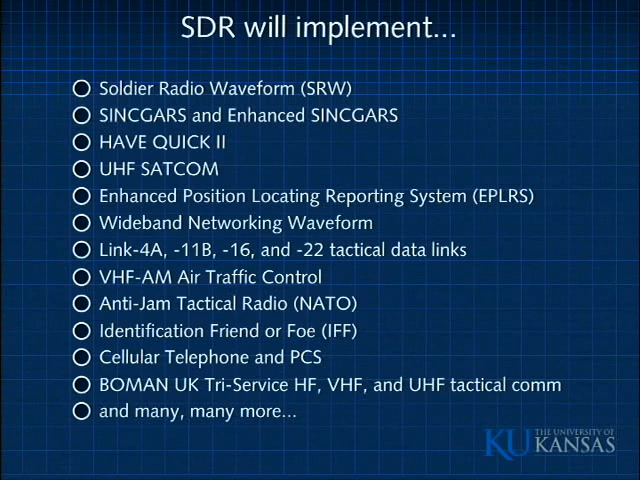 SDR will implement...
Soldier Radio Waveform (SRW)
SINCGARS and Enhanced SINCGARS
HAVE QUICK II
UHF SATCOM
Enhanced Position Locating Reporting System (EPLRS)
Wideband Networking Waveform
Link-4A, -11B, -16, and -22 tactical data links
VHF-AM Air Traffic Control
Anti-Jam Tactical Radio (NATO)
Identification Friend or Foe (IFF)
Cellular Telephone and PCS
BOMAN UK Tri-Service HF, VHF, and UHF tactical comm
and many, many more...
KU THE UNIVERSITY OF
KANSAS